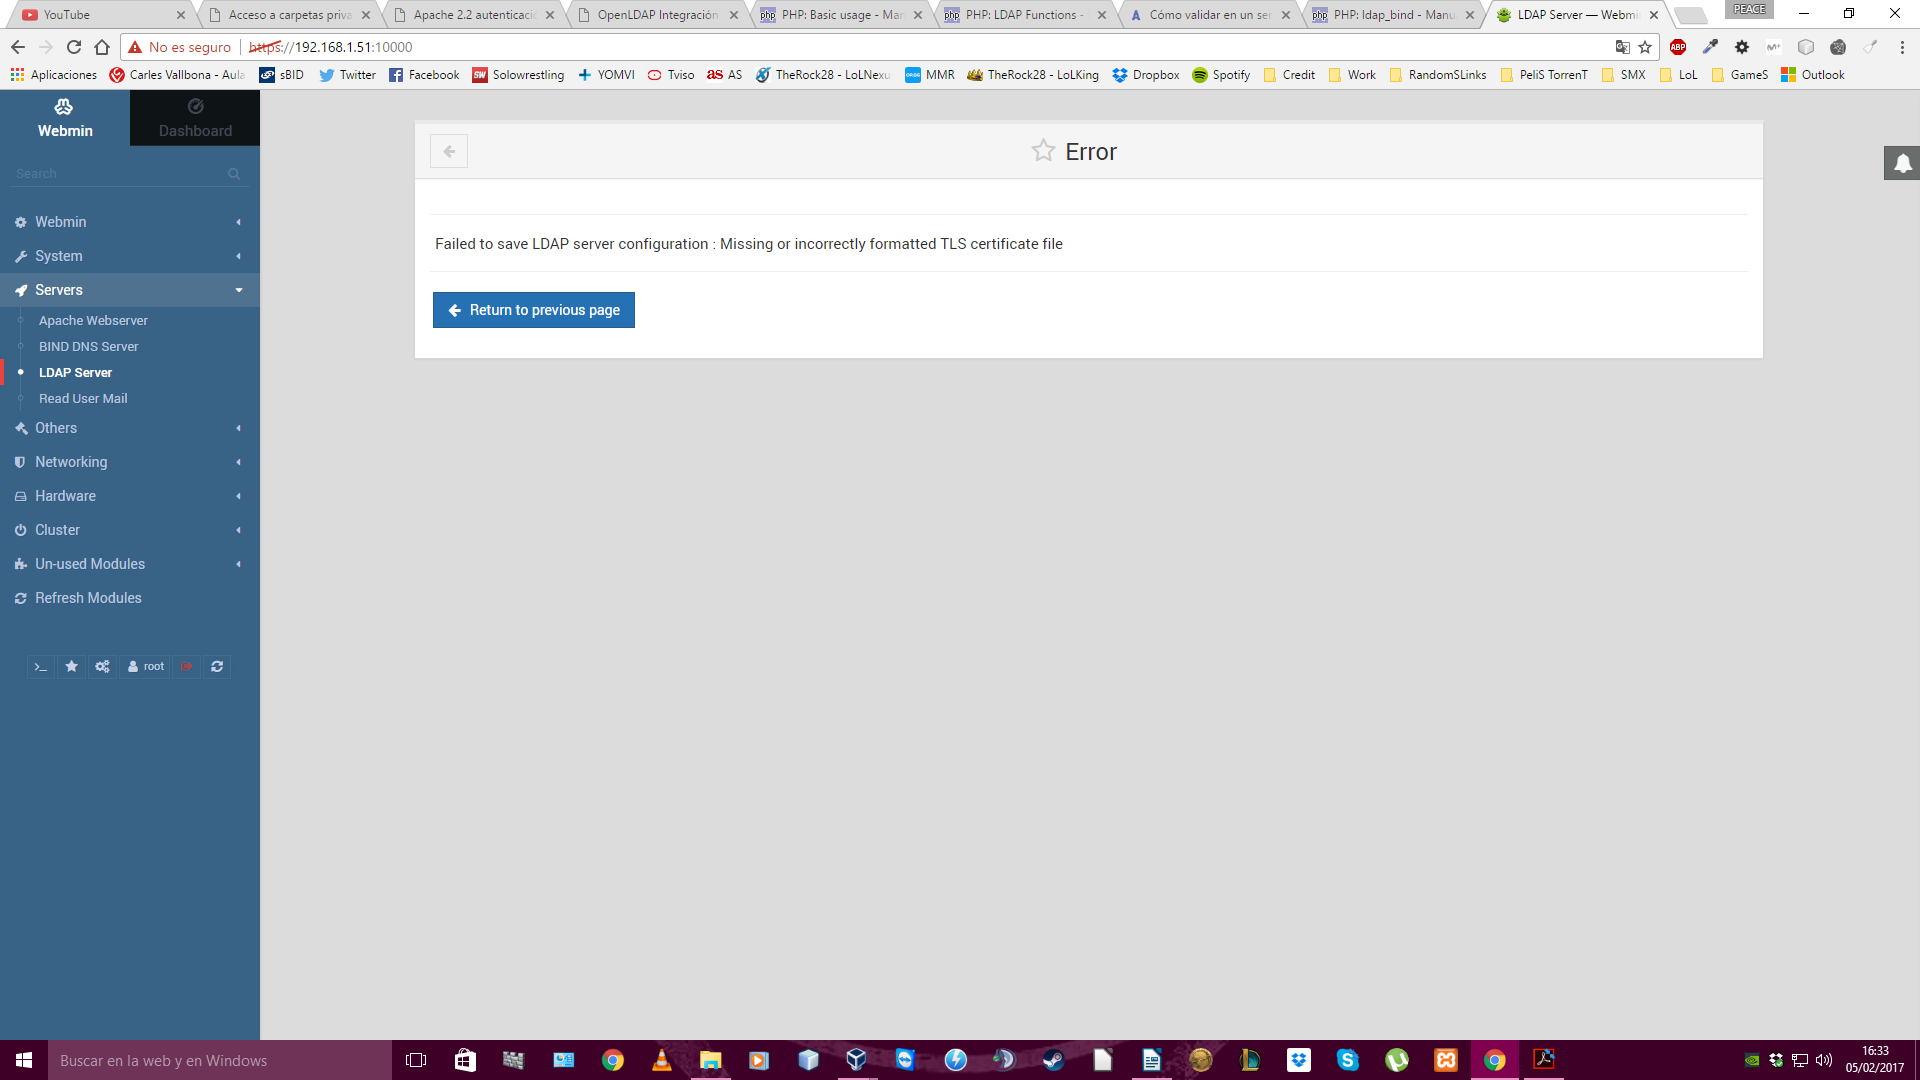 YouTube
Acceso a carpetas priva
Apache 2.2 autenticaci
OpenLDAP Integración
PHP: Basic usage - Man
PHP: LDAP Functions -
Cómo validar en un ser
PHP: ldap_bind - Manu
LDAP Server — Webmi
PEACE
No es seguro
https://192.168.1.51:10000
Aplicaciones
Carles Vallbona - Aula
sBID
Twitter
Facebook
Solowrestling
YOMVI
Tviso
AS
TheRock28 - LoLNexu
MMR
TheRock28 - LoLKing
Dropbox
Spotify
Credit
Work
RandomSLinks
PeliS TorrenT
SMX
LoL
GameS
Outlook
Webmin
Dashboard
Search
Webmin
System
Servers
Apache Webserver
BIND DNS Server
LDAP Server
Read User Mail
Others
Networking
Hardware
Cluster
Un-used Modules
Refresh Modules
root
Error
Failed to save LDAP server configuration : Missing or incorrectly formatted TLS certificate file
Return to previous page
Buscar en la web y en Windows
16:33
05/02/2017